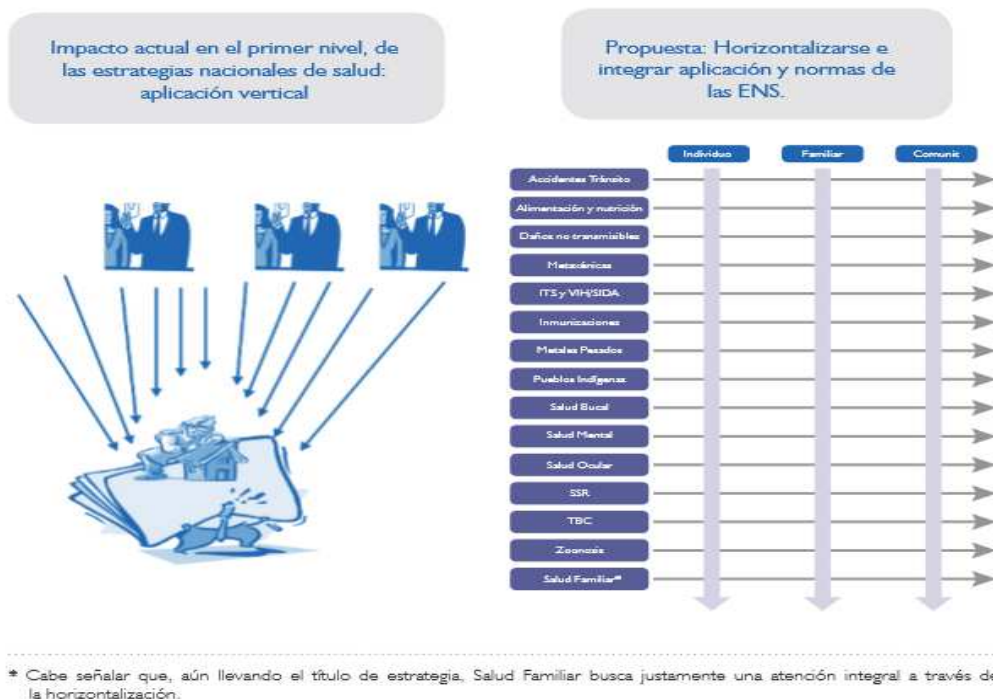 Impacto actual en el primer nivel, de
las estrategias nacionales de salud:
aplicación vertical
Propuesta: Horizontalizarse e
integrar aplicación y normas de
las ENS.
Individuo
Familiar
Comunit
Accidentes Tránsito
Alimentación y nutrición
Daños no transmisibles
Metaxénicas
ITS y VIH/SIDA
Inmunizaciones
Metales Pesados
Pueblos Indígenas
Salud Bucal
Salud Mental
Salud Ocular
SSR
TBC
Zoonosis
Salud Familiar*
* Cabe señalar que, aún llevando el título de estrategia, Salud Familiar busca justamente una atención integral a través de
la horizontalización.